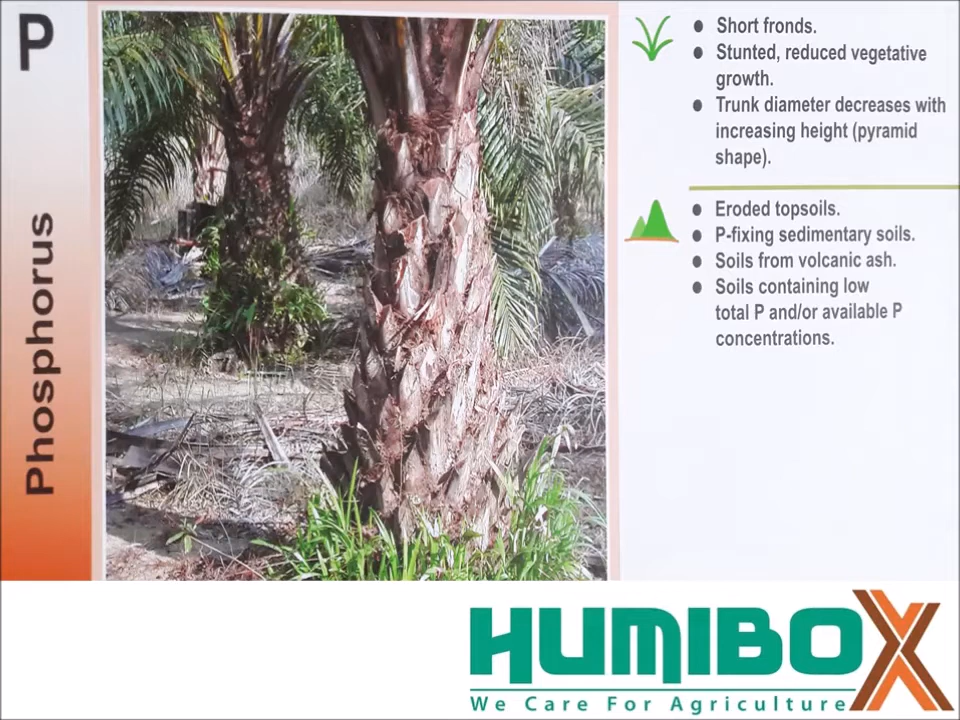 P
Phosphorus
● Short fronds.
● Stunted, reduced vegetative
growth.
● Trunk diameter decreases with
increasing height (pyramid
shape).
● Eroded topsoils.
● P-fixing sedimentary soils.
● Soils from volcanic ash.
● Soils containing low
total P and/or available P
concentrations.
HUMIBOX
We Care For Agriculture